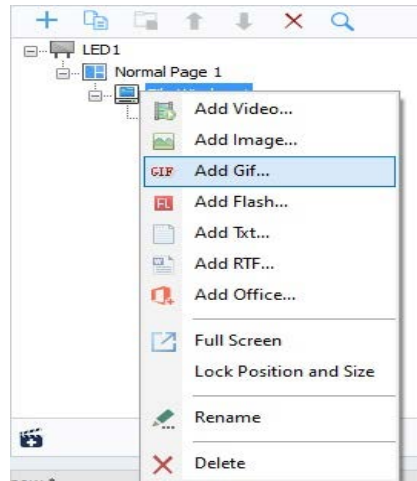 LED1
Normal Page 1
Add Video...
Add Image...
GIF Add Gif...
FL Add Flash...
Add Txt...
Add RTF...
Add Office...
Full Screen
Lock Position and Size
Rename
Delete